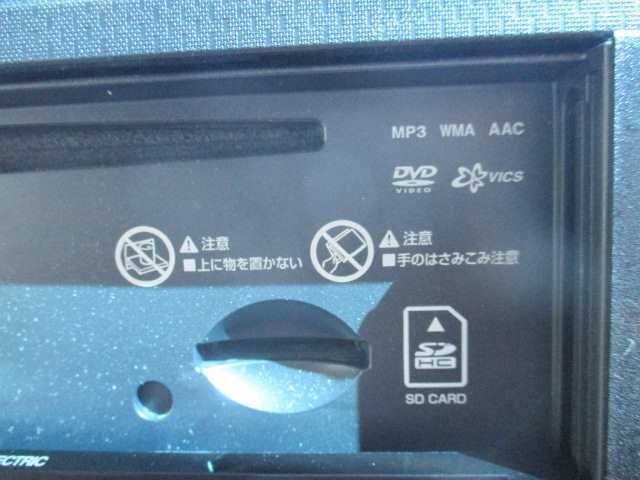 MP3 WMA AAC
DVD VIDEO VICS
注意
■上に物を置かない
注意
■手のはさみこみ注意
SD HC
SD CARD
ECTRIC